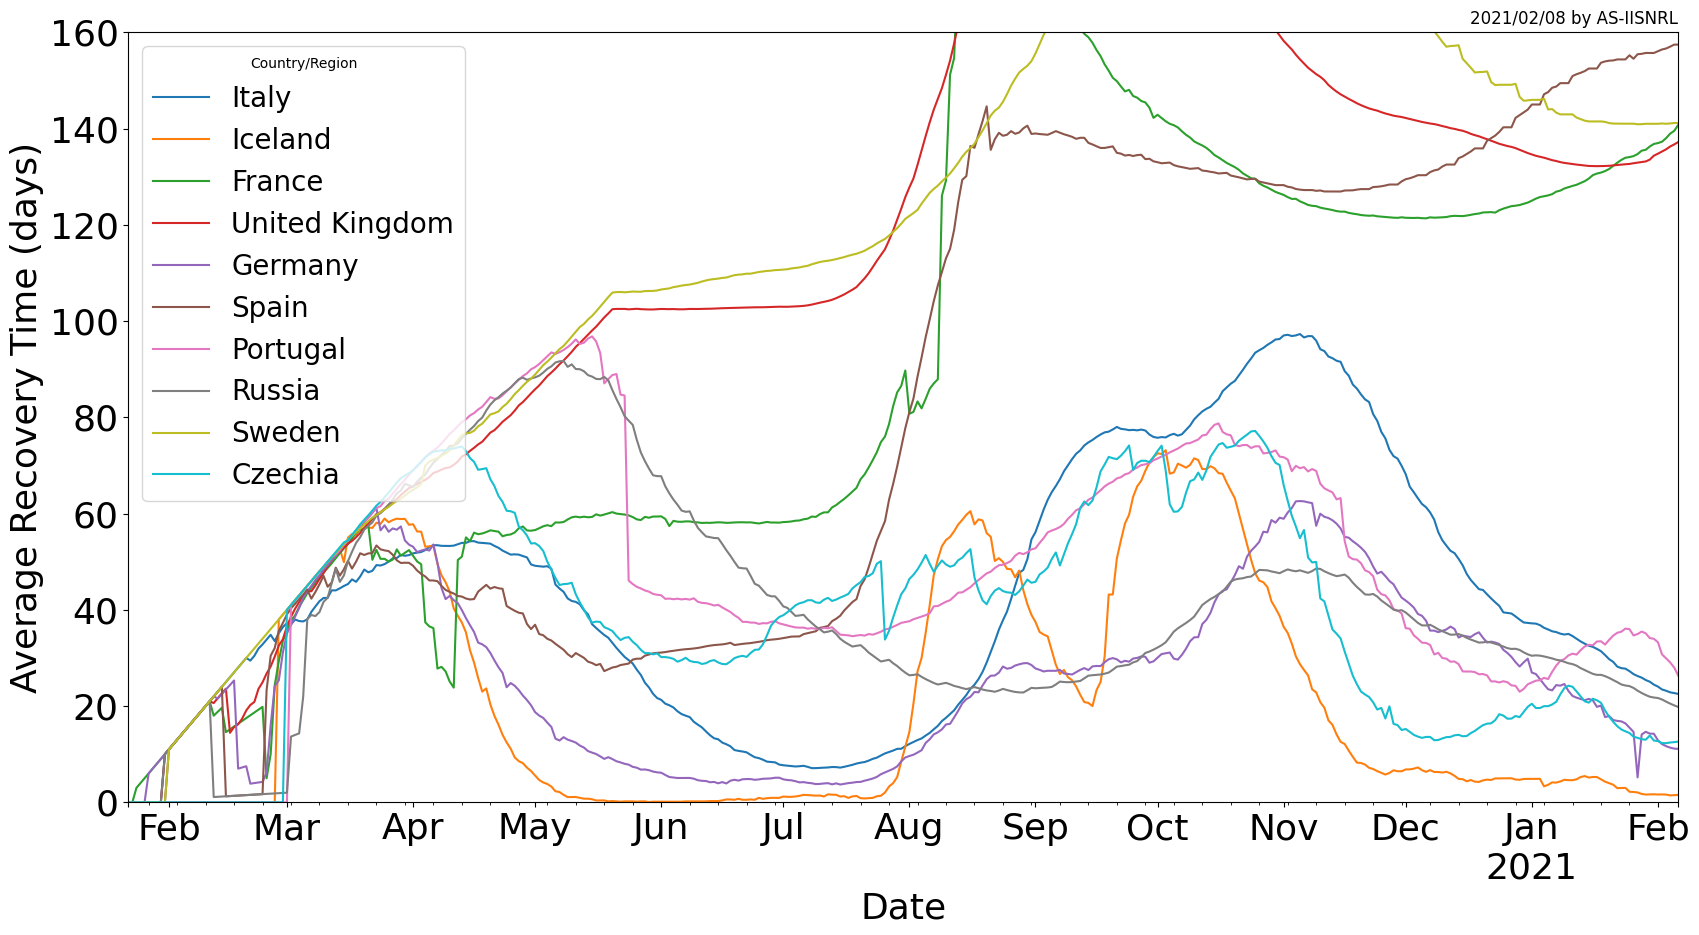 2021/02/08 by AS-IISNRL
Average Recovery Time (days)
160
140
120
100
80
60
40
20
0
Country/Region
Italy
Iceland
France
United Kingdom
Germany
Spain
Portugal
Russia
Sweden
Czechia
Feb Mar Apr May Jun Jul Aug Sep Oct Nov Dec Jan Feb
2021
Date